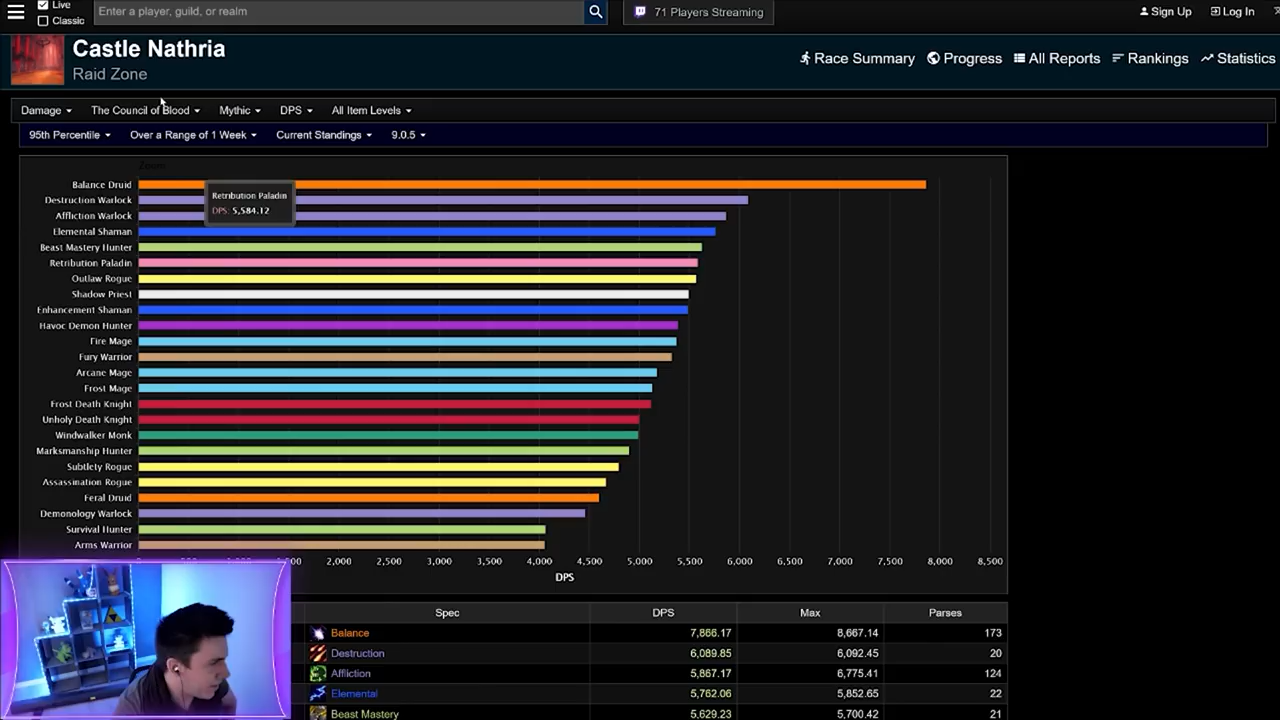 Live
Classic
Enter a player, guild, or realm
71 Players Streaming
Sign Up
Log In
Castle Nathria
Raid Zone
Race Summary
Progress
All Reports
Rankings
Statistics
Damage
The Council of Blood
Mythic
DPS
All Item Levels
95th Percentile
Over a Range of 1 Week
Current Standings
9.0.5
Zoom
Balance Druid
Destruction Warlock
Affliction Warlock
Elemental Shaman
Beast Mastery Hunter
Retribution Paladin
Outlaw Rogue
Shadow Priest
Enhancement Shaman
Havoc Demon Hunter
Fire Mage
Fury Warrior
Arcane Mage
Frost Mage
Frost Death Knight
Unholy Death Knight
Windwalker Monk
Marksmanship Hunter
Subtlety Rogue
Assassination Rogue
Feral Druid
Demonology Warlock
Survival Hunter
Arms Warrior
Retribution Paladin
DPS: 5,584.12
2,000 2,500 3,000 3,500 4,000 4,500 5,000 5,500 6,000 6,500 7,000 7,500 8,000 8,500
DPS
Spec DPS Max Parses
Balance 7,866.17 8,667.14 173
Destruction 6,089.85 6,092.45 20
Affliction 5,867.17 6,775.41 124
Elemental 5,762.06 5,852.65 22
Beast Mastery 5,629.23 5,700.42 21